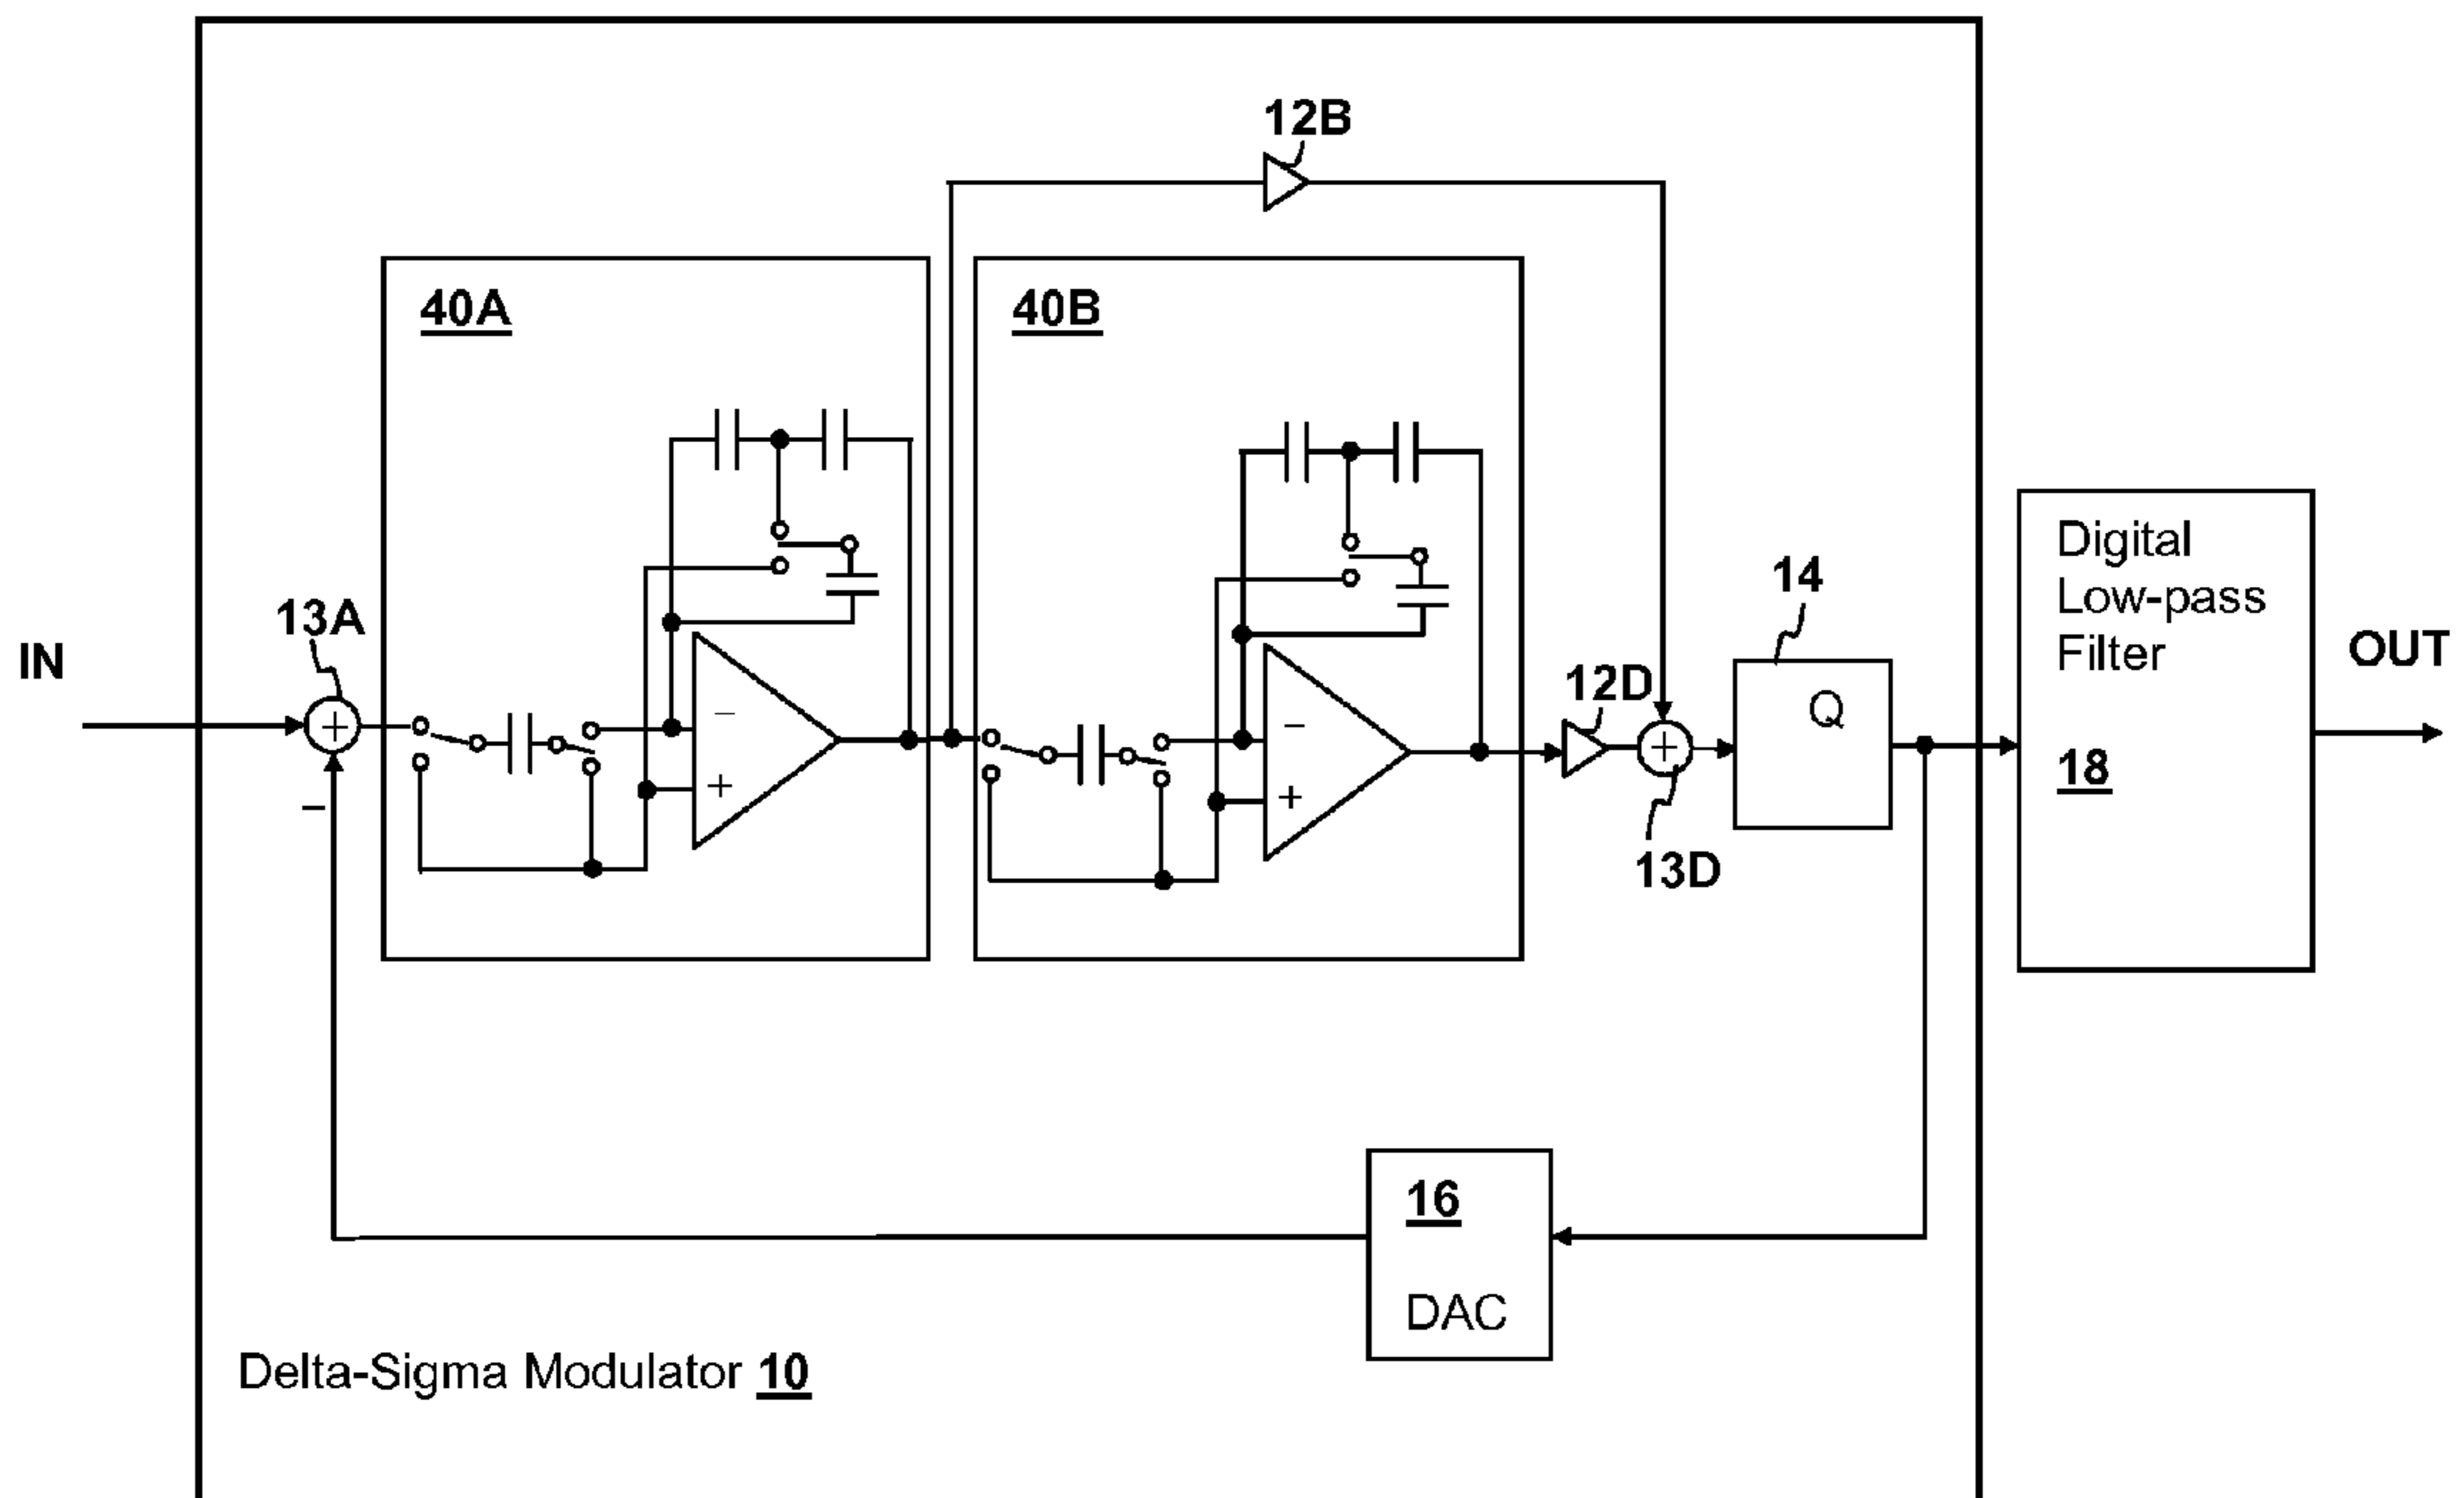 12B
40A
40B
Digital
Low-pass
Filter
18
14
13A
IN
OUT
12D
Q
+
−
+
−
+
−
+
+
13D
16
DAC
Delta-Sigma Modulator 10